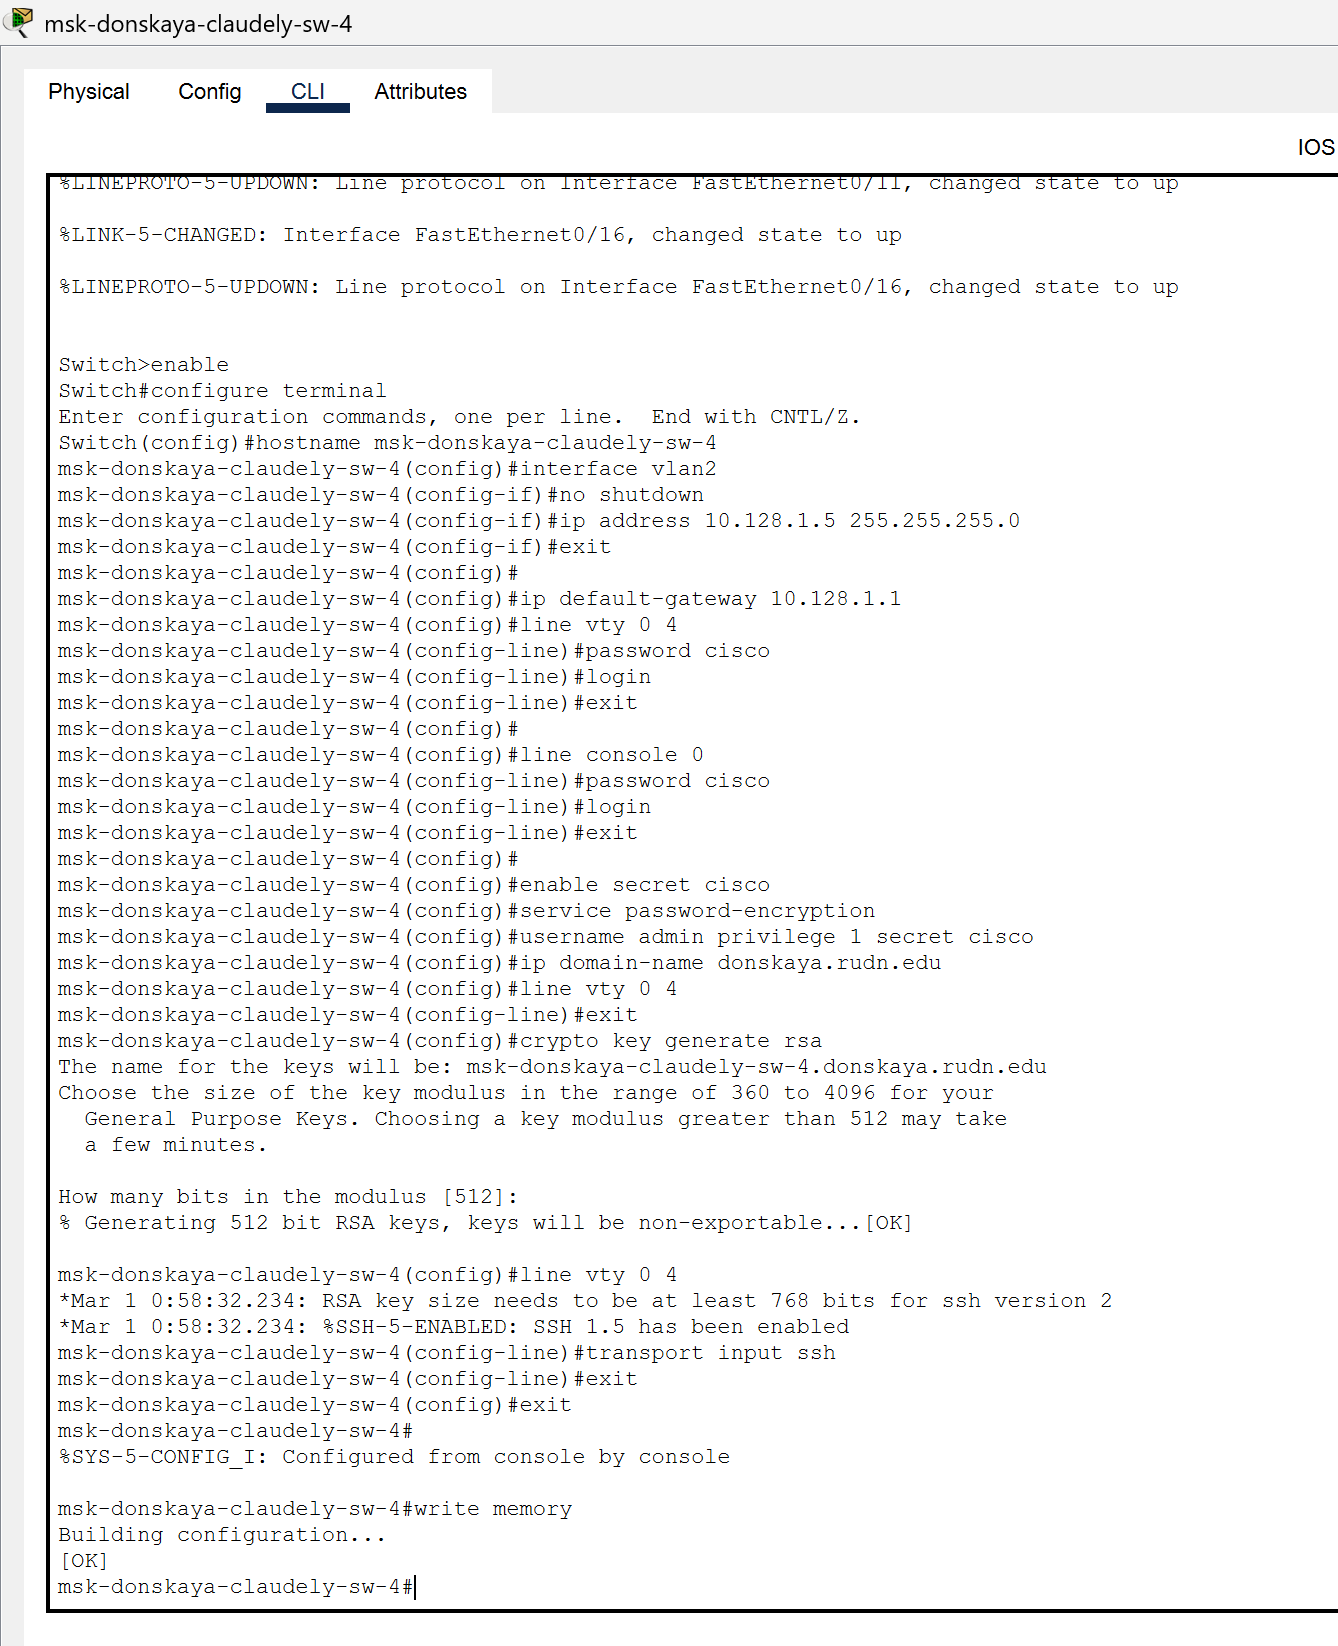 msk-donskaya-claudely-sw-4
Physical Config CLI Attributes
IOS
%LINEPROTO-5-UPDOWN: Line protocol on Interface FastEthernet0/11, changed state to up
%LINK-5-CHANGED: Interface FastEthernet0/16, changed state to up
%LINEPROTO-5-UPDOWN: Line protocol on Interface FastEthernet0/16, changed state to up
Switch>enable
Switch#configure terminal
Enter configuration commands, one per line.  End with CNTL/Z.
Switch(config)#hostname msk-donskaya-claudely-sw-4
msk-donskaya-claudely-sw-4(config)#interface vlan2
msk-donskaya-claudely-sw-4(config-if)#no shutdown
msk-donskaya-claudely-sw-4(config-if)#ip address 10.128.1.5 255.255.255.0
msk-donskaya-claudely-sw-4(config-if)#exit
msk-donskaya-claudely-sw-4(config)#
msk-donskaya-claudely-sw-4(config)#ip default-gateway 10.128.1.1
msk-donskaya-claudely-sw-4(config)#line vty 0 4
msk-donskaya-claudely-sw-4(config-line)#password cisco
msk-donskaya-claudely-sw-4(config-line)#login
msk-donskaya-claudely-sw-4(config-line)#exit
msk-donskaya-claudely-sw-4(config)#
msk-donskaya-claudely-sw-4(config)#line console 0
msk-donskaya-claudely-sw-4(config-line)#password cisco
msk-donskaya-claudely-sw-4(config-line)#login
msk-donskaya-claudely-sw-4(config-line)#exit
msk-donskaya-claudely-sw-4(config)#
msk-donskaya-claudely-sw-4(config)#enable secret cisco
msk-donskaya-claudely-sw-4(config)#service password-encryption
msk-donskaya-claudely-sw-4(config)#username admin privilege 1 secret cisco
msk-donskaya-claudely-sw-4(config)#ip domain-name donskaya.rudn.edu
msk-donskaya-claudely-sw-4(config)#line vty 0 4
msk-donskaya-claudely-sw-4(config-line)#exit
msk-donskaya-claudely-sw-4(config)#crypto key generate rsa
The name for the keys will be: msk-donskaya-claudely-sw-4.donskaya.rudn.edu
Choose the size of the key modulus in the range of 360 to 4096 for your
General Purpose Keys. Choosing a key modulus greater than 512 may take
a few minutes.
How many bits in the modulus [512]:
% Generating 512 bit RSA keys, keys will be non-exportable...[OK]
msk-donskaya-claudely-sw-4(config)#line vty 0 4
*Mar 1 0:58:32.234: RSA key size needs to be at least 768 bits for ssh version 2
*Mar 1 0:58:32.234: %SSH-5-ENABLED: SSH 1.5 has been enabled
msk-donskaya-claudely-sw-4(config-line)#transport input ssh
msk-donskaya-claudely-sw-4(config-line)#exit
msk-donskaya-claudely-sw-4(config)#exit
msk-donskaya-claudely-sw-4#
%SYS-5-CONFIG_I: Configured from console by console
msk-donskaya-claudely-sw-4#write memory
Building configuration...
[OK]
msk-donskaya-claudely-sw-4#